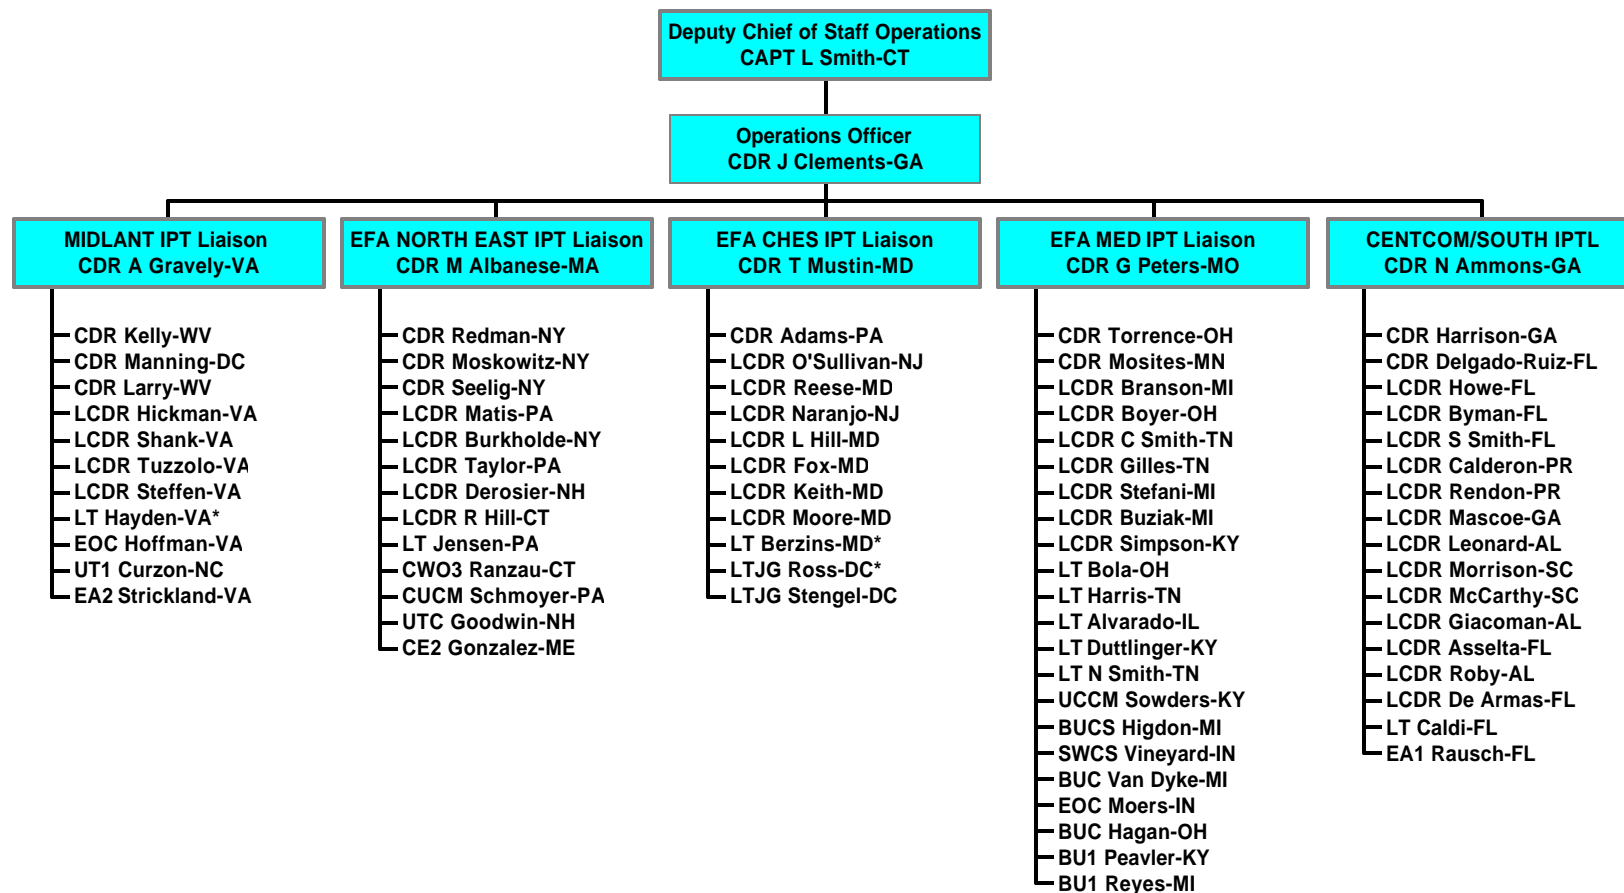 Deputy Chief of Staff Operations
CAPT L Smith-CT
Operations Officer
CDR J Clements-GA
MIDLANT IPT Liaison
CDR A Gravely-VA
CDR Kelly-WV
CDR Manning-DC
CDR Larry-WV
LCDR Hickman-VA
LCDR Shank-VA
LCDR Tuzzolo-VA
LCDR Steffen-VA
LT Hayden-VA*
EOC Hoffman-VA
UT1 Curzon-NC
EA2 Strickland-VA
EFA NORTH EAST IPT Liaison
CDR M Albanese-MA
CDR Redman-NY
CDR Moskowitz-NY
CDR Seelig-NY
LCDR Matis-PA
LCDR Burkholde-NY
LCDR Taylor-PA
LCDR Derosier-NH
LCDR R Hill-CT
LT Jensen-PA
CWO3 Ranzau-CT
CUCM Schmoyer-PA
UTC Goodwin-NH
CE2 Gonzalez-ME
EFA CHES IPT Liaison
CDR T Mustin-MD
CDR Adams-PA
LCDR O'Sullivan-NJ
LCDR Reese-MD
LCDR Naranjo-NJ
LCDR L Hill-MD
LCDR Fox-MD
LCDR Keith-MD
LCDR Moore-MD
LT Berzins-MD*
LTJG Ross-DC*
LTJG Stengel-DC
EFA MED IPT Liaison
CDR G Peters-MO
CDR Torrence-OH
CDR Mosites-MN
LCDR Branson-MI
LCDR Boyer-OH
LCDR C Smith-TN
LCDR Gilles-TN
LCDR Stefani-MI
LCDR Buziak-MI
LCDR Simpson-KY
LT Bola-OH
LT Harris-TN
LT Alvarado-IL
LT Duttlinger-KY
LT N Smith-TN
UCCM Sowders-KY
BUCS Higdon-MI
SWCS Vineyard-IN
BUC Van Dyke-MI
EOC Moers-IN
BUC Hagan-OH
BU1 Peavler-KY
BU1 Reyes-MI
CENTCOM/SOUTH IPTL
CDR N Ammons-GA
CDR Harrison-GA
CDR Delgado-Ruiz-FL
LCDR Howe-FL
LCDR Byman-FL
LCDR S Smith-FL
LCDR Calderon-PR
LCDR Rendon-PR
LCDR Mascoe-GA
LCDR Leonard-AL
LCDR Morrison-SC
LCDR McCarthy-SC
LCDR Giacoman-AL
LCDR Asselta-FL
LCDR Roby-AL
LCDR De Armas-FL
LT Caldi-FL
EA1 Rausch-FL